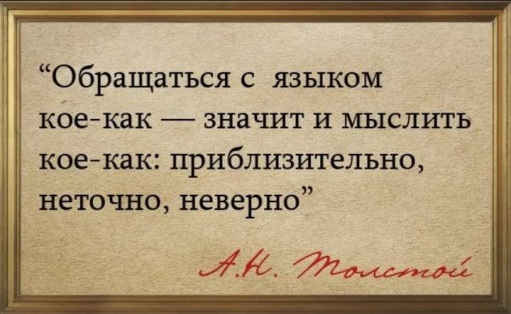 “Обращаться с языком
кое-как — значит и мыслить
кое-как: приблизительно,
неточно, неверно”
А.Н. Толстой